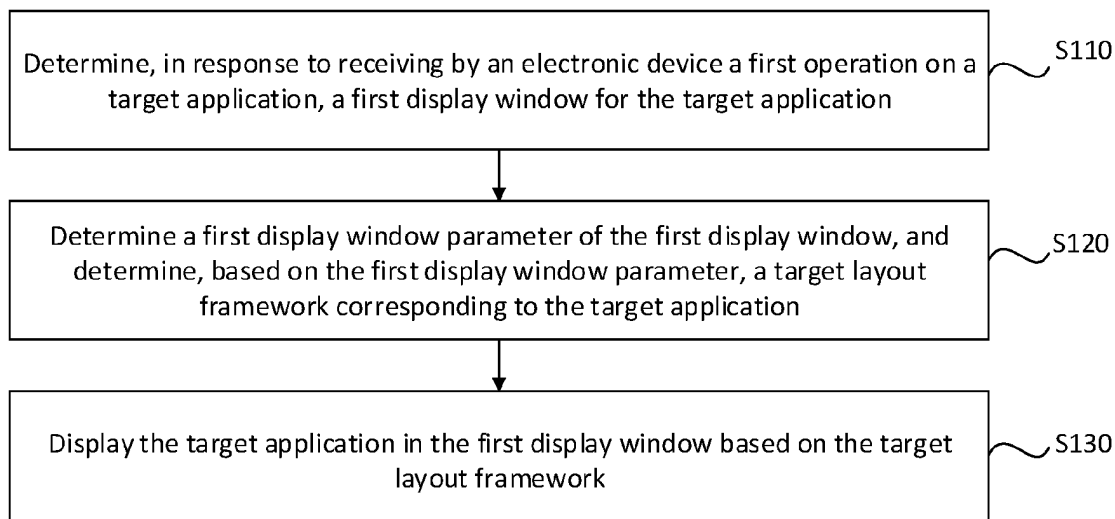 Determine, in response to receiving by an electronic device a first operation on a
target application, a first display window for the target application
S110
Determine a first display window parameter of the first display window, and
determine, based on the first display window parameter, a target layout
framework corresponding to the target application
S120
Display the target application in the first display window based on the target
layout framework
S130